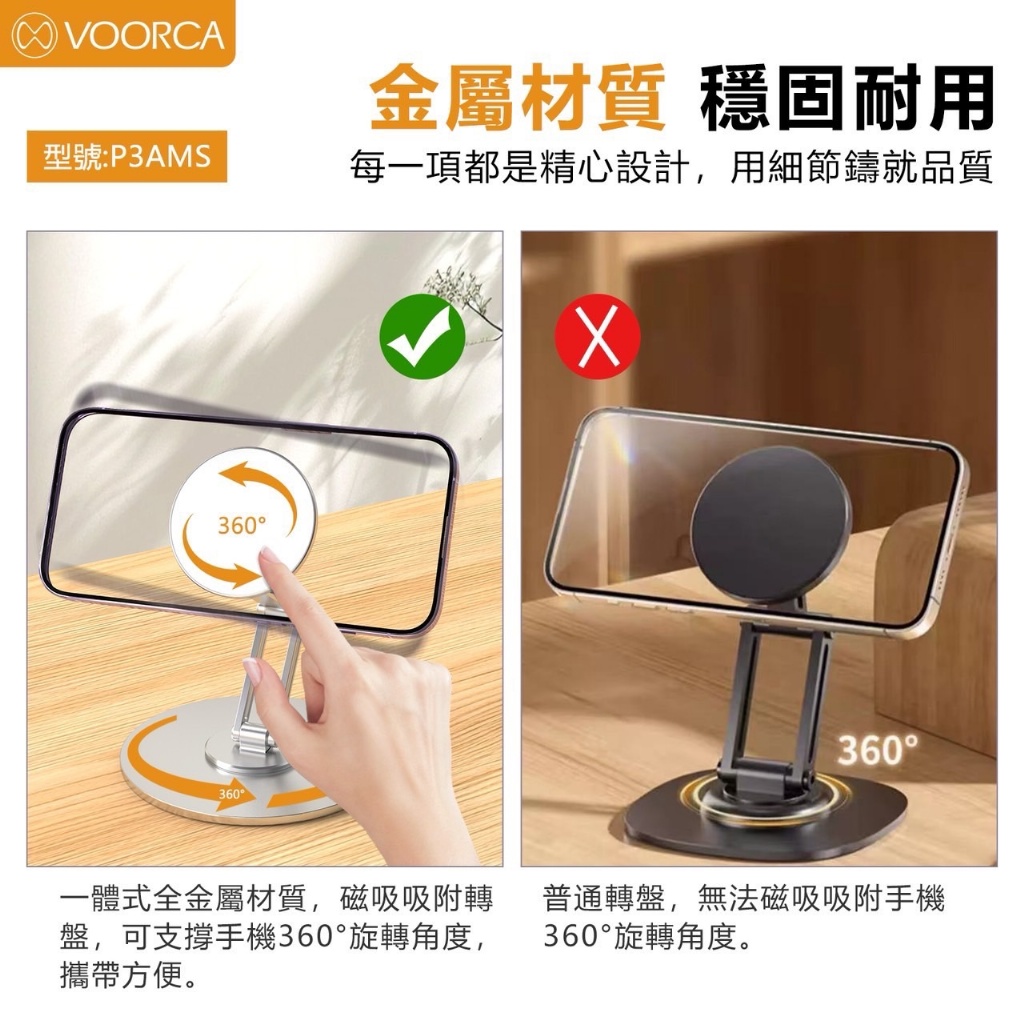 VOORCA
金屬材質 穩固耐用
型號:P3AMS
每一項都是精心設計，用細節鑄就品質
360°
360°
360°
一體式全金屬材質，磁吸吸附轉
盤，可支撐手機360°旋轉角度，
攜帶方便。
普通轉盤，無法磁吸吸附手機
360°旋轉角度。